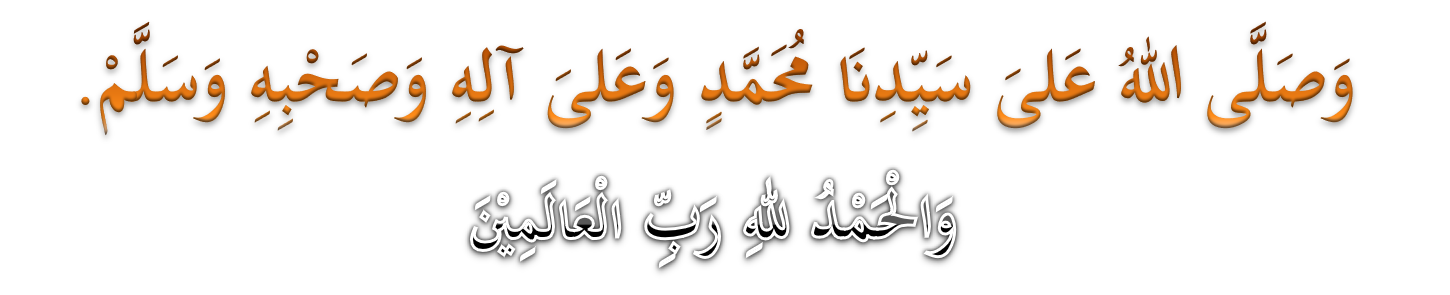 وَصَلَّى اللهُ عَلىَ سَيِّدِنَا مُحَمَّدٍ وَعَلىَ آلِهِ وَصَحْبِهِ وَسَلَّمْ.
وَالْحَمْدُ للهِ رَبِّ الْعَالَمِيْنَ